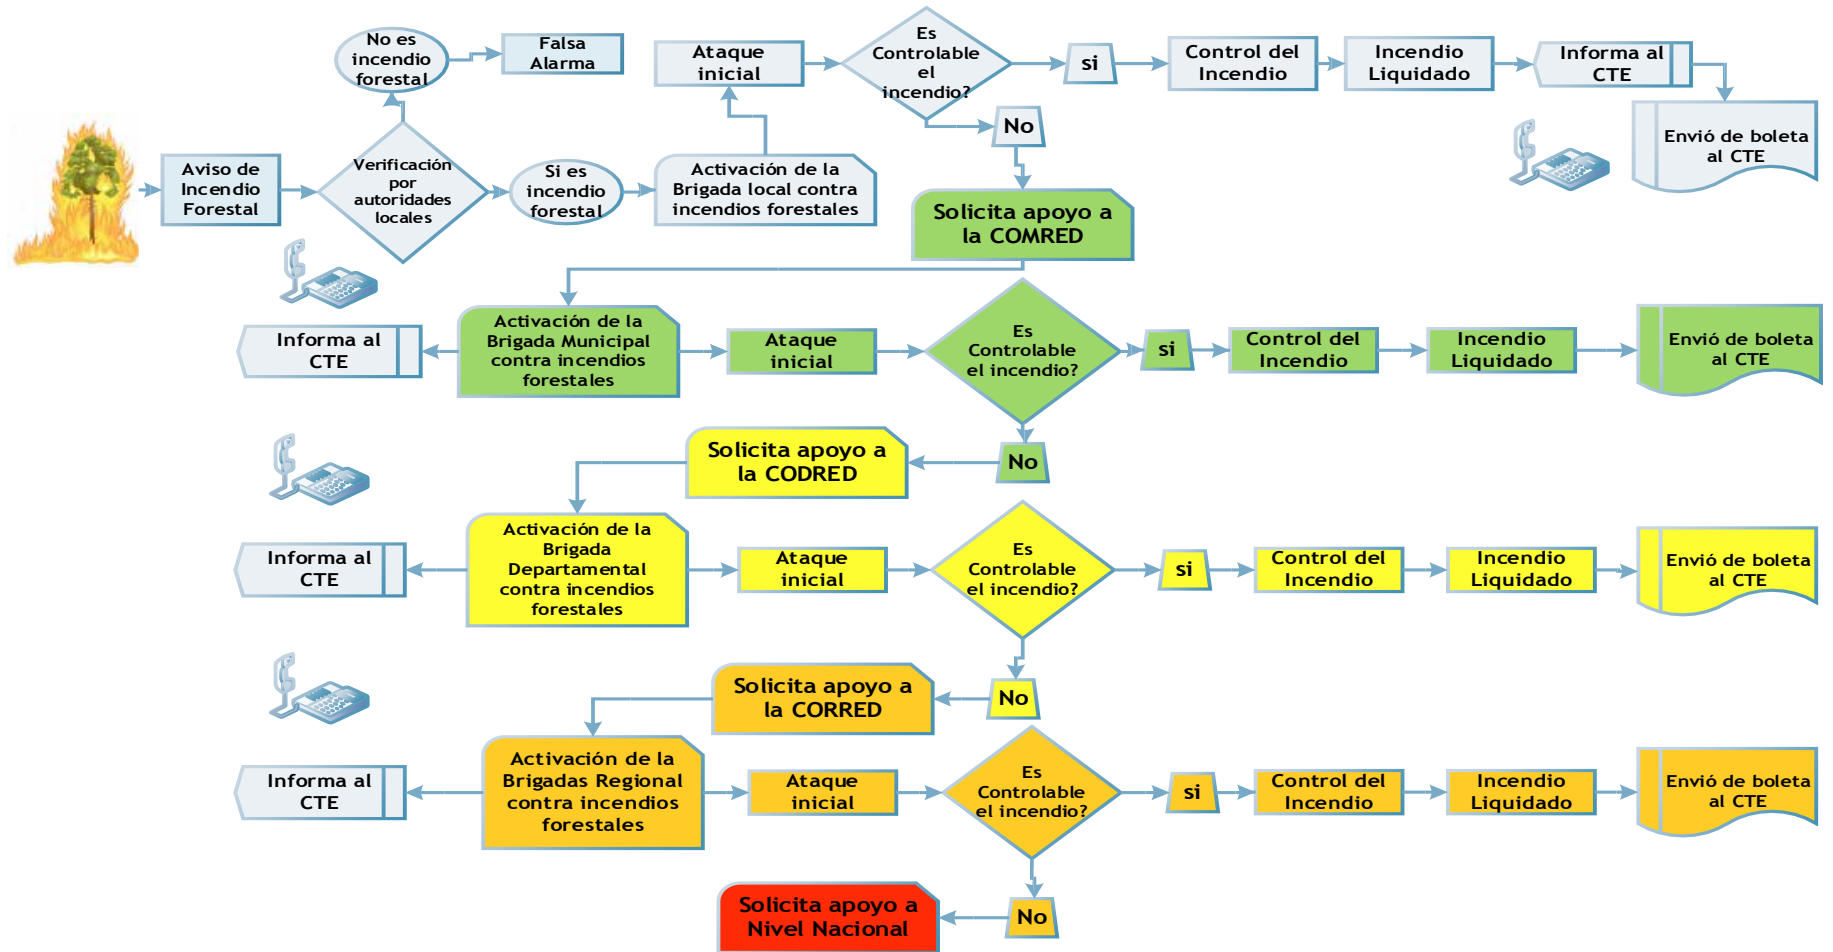 No es
incendio
forestal
Falsa
Alarma
Ataque
inicial
Es
Controlable
el
incendio?
si
Control del
Incendio
Incendio
Liquidado
Informa al
CTE
No
Envió de boleta
al CTE
Aviso de
Incendio
Forestal
Verificación
por
autoridades
locales
Si es
incendio
forestal
Activación de la
Brigada local contra
incendios forestales
Solicita apoyo a
la COMRED
Informa al
CTE
Activación de la
Brigada Municipal
contra incendios
forestales
Ataque
inicial
Es
Controlable
el incendio?
si
Control del
Incendio
Incendio
Liquidado
Envió de boleta
al CTE
No
Solicita apoyo a
la CODRED
Informa al
CTE
Activación de la
Brigada
Departamental
contra incendios
forestales
Ataque
inicial
Es
Controlable
el incendio?
si
Control del
Incendio
Incendio
Liquidado
Envió de boleta
al CTE
No
Solicita apoyo a
la CORRED
Informa al
CTE
Activación de la
Brigadas Regional
contra incendios
forestales
Ataque
inicial
Es
Controlable
el incendio?
si
Control del
Incendio
Incendio
Liquidado
Envió de boleta
al CTE
No
Solicita apoyo a
Nivel Nacional